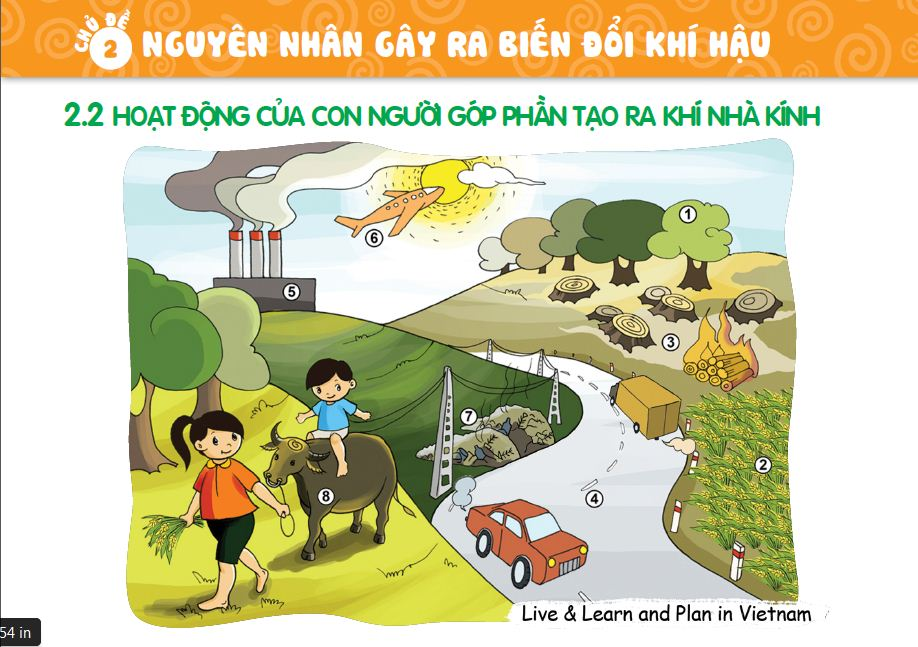 CHỦ ĐỀ
2 NGUYÊN NHÂN GÂY RA BIẾN ĐỔI KHÍ HẬU
2.2 HOẠT ĐỘNG CỦA CON NGƯỜI GÓP PHẦN TẠO RA KHÍ NHÀ KÍNH
1
6
5
3
7
2
8
4
Live & Learn and Plan in Vietnam
54 in